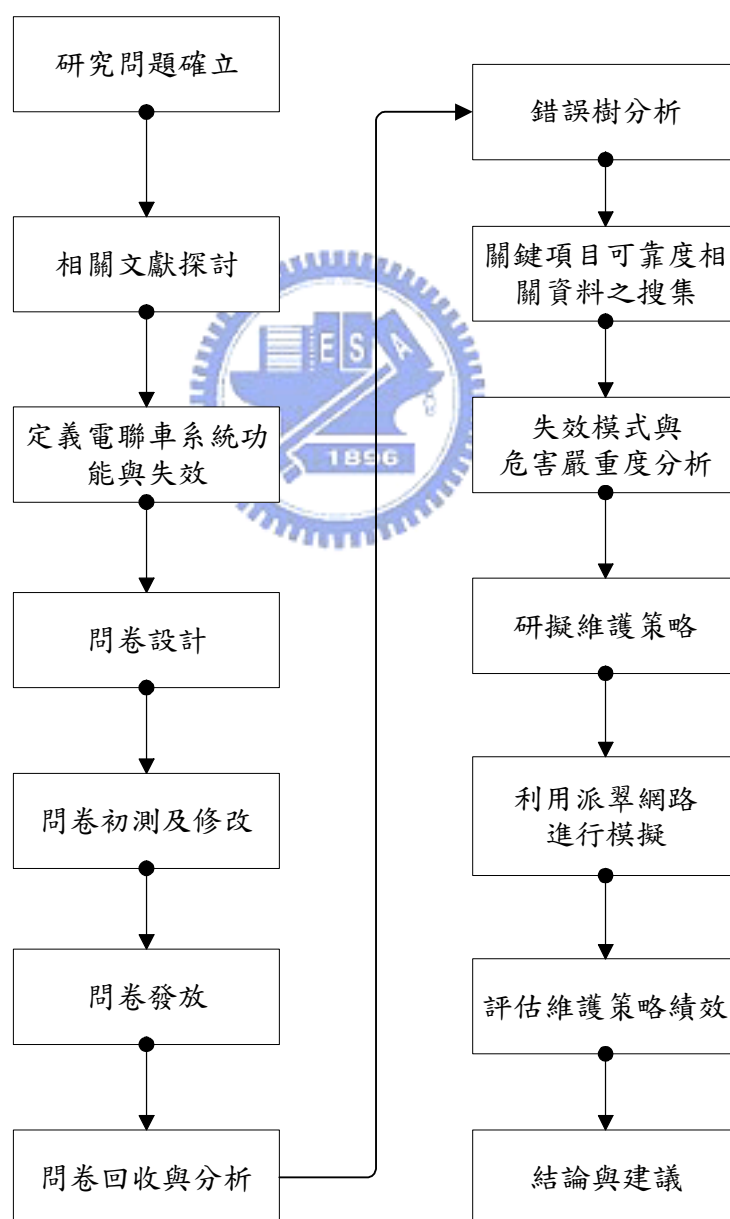 研究問題確立
相關文獻探討
定義電聯車系統功
能與失效
問卷設計
問卷初測及修改
問卷發放
問卷回收與分析
錯誤樹分析
關鍵項目可靠度相
關資料之搜集
失效模式與
危害嚴重度分析
研擬維護策略
利用派翠網路
進行模擬
評估維護策略績效
結論與建議
E S A
1896